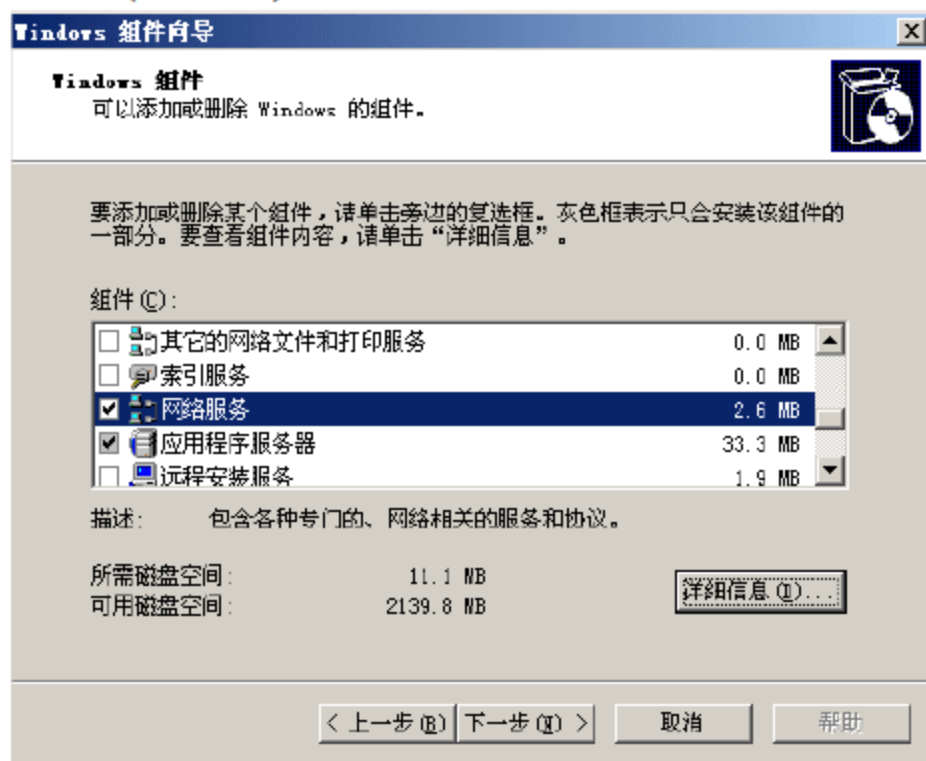 Windows 组件向导
Windows 组件
可以添加或删除 Windows 的组件。
要添加或删除某个组件，请单击旁边的复选框。灰色框表示只会安装该组件的
一部分。要查看组件内容，请单击“详细信息”。
组件(C):
其它的网络文件和打印服务 0.0 MB
索引服务 0.0 MB
网络服务 2.6 MB
应用程序服务器 33.3 MB
远程安装服务 1.9 MB
描述: 包含各种专门的、网络相关的服务和协议。
所需磁盘空间: 11.1 MB
可用磁盘空间: 2139.8 MB
详细信息(D)...
< 上一步(B) 下一步(N) > 取消 帮助